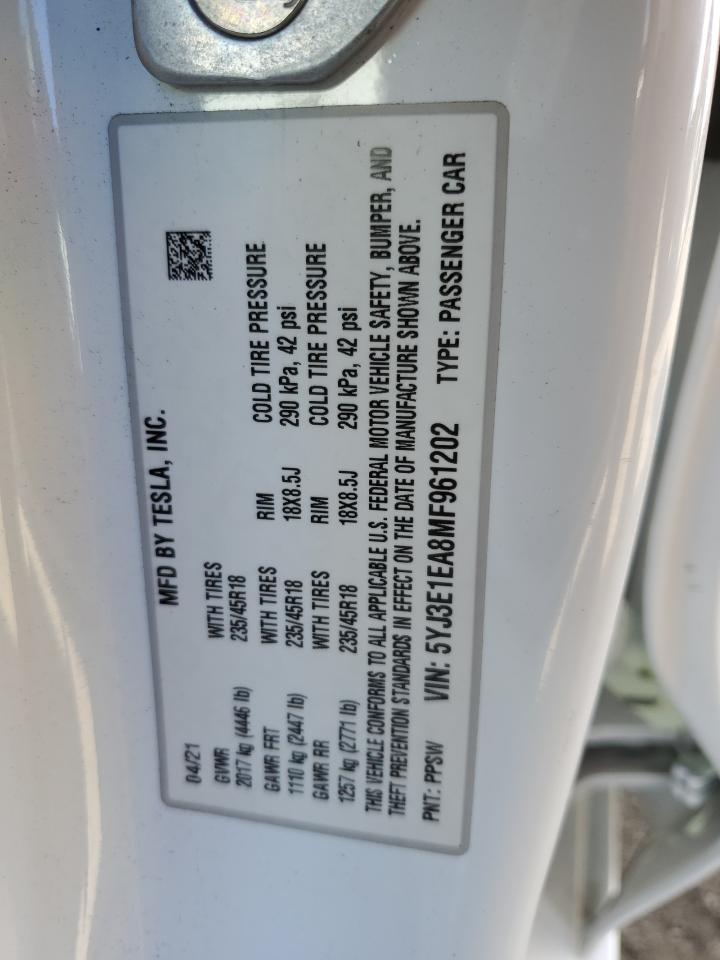 MFD BY TESLA, INC.
04/21
GVWR WITH TIRES
2017 kg (4446 lb) 235/45R18
GAWR FRT WITH TIRES RIM COLD TIRE PRESSURE
1110 kg (2447 lb) 235/45R18 18X8.5J 290 kPa, 42 psi
GAWR RR WITH TIRES RIM COLD TIRE PRESSURE
1257 kg (2771 lb) 235/45R18 18X8.5J 290 kPa, 42 psi
THIS VEHICLE CONFORMS TO ALL APPLICABLE U.S. FEDERAL MOTOR VEHICLE SAFETY, BUMPER, AND
THEFT PREVENTION STANDARDS IN EFFECT ON THE DATE OF MANUFACTURE SHOWN ABOVE.
PNT: PPSW VIN: 5YJ3E1EA8MF961202 TYPE: PASSENGER CAR